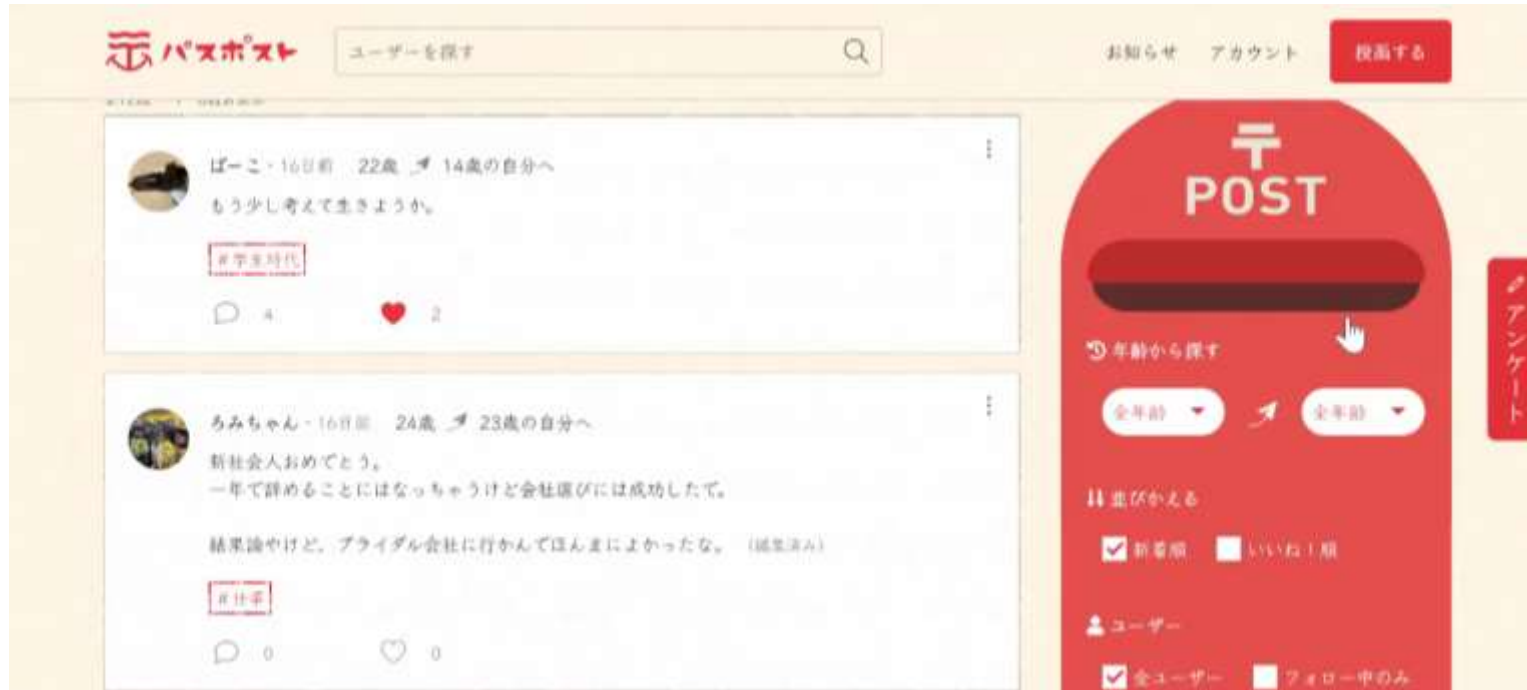 パスポスト
ユーザーを探す
お知らせ
アカウント
投函する
ばーこ・16日前 22歳 14歳の自分へ
もう少し考えて生きようか。
#学生時代
4 2
ろみちゃん・16日前 24歳 23歳の自分へ
新社会人おめでとう。
一年で辞めることにはなっちゃうけど会社選びには成功したで。
結果論やけど、ブライダル会社に行かんでほんまによかったな。 (編集済み)
#仕事
0 0
〒
POST
年齢から探す
全年齢 全年齢
並びかえる
新着順 いいね!順
ユーザー
全ユーザー フォロー中のみ
アンケート